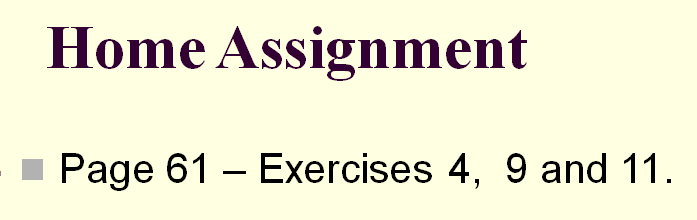 Home Assignment
Page 61 – Exercises 4, 9 and 11.